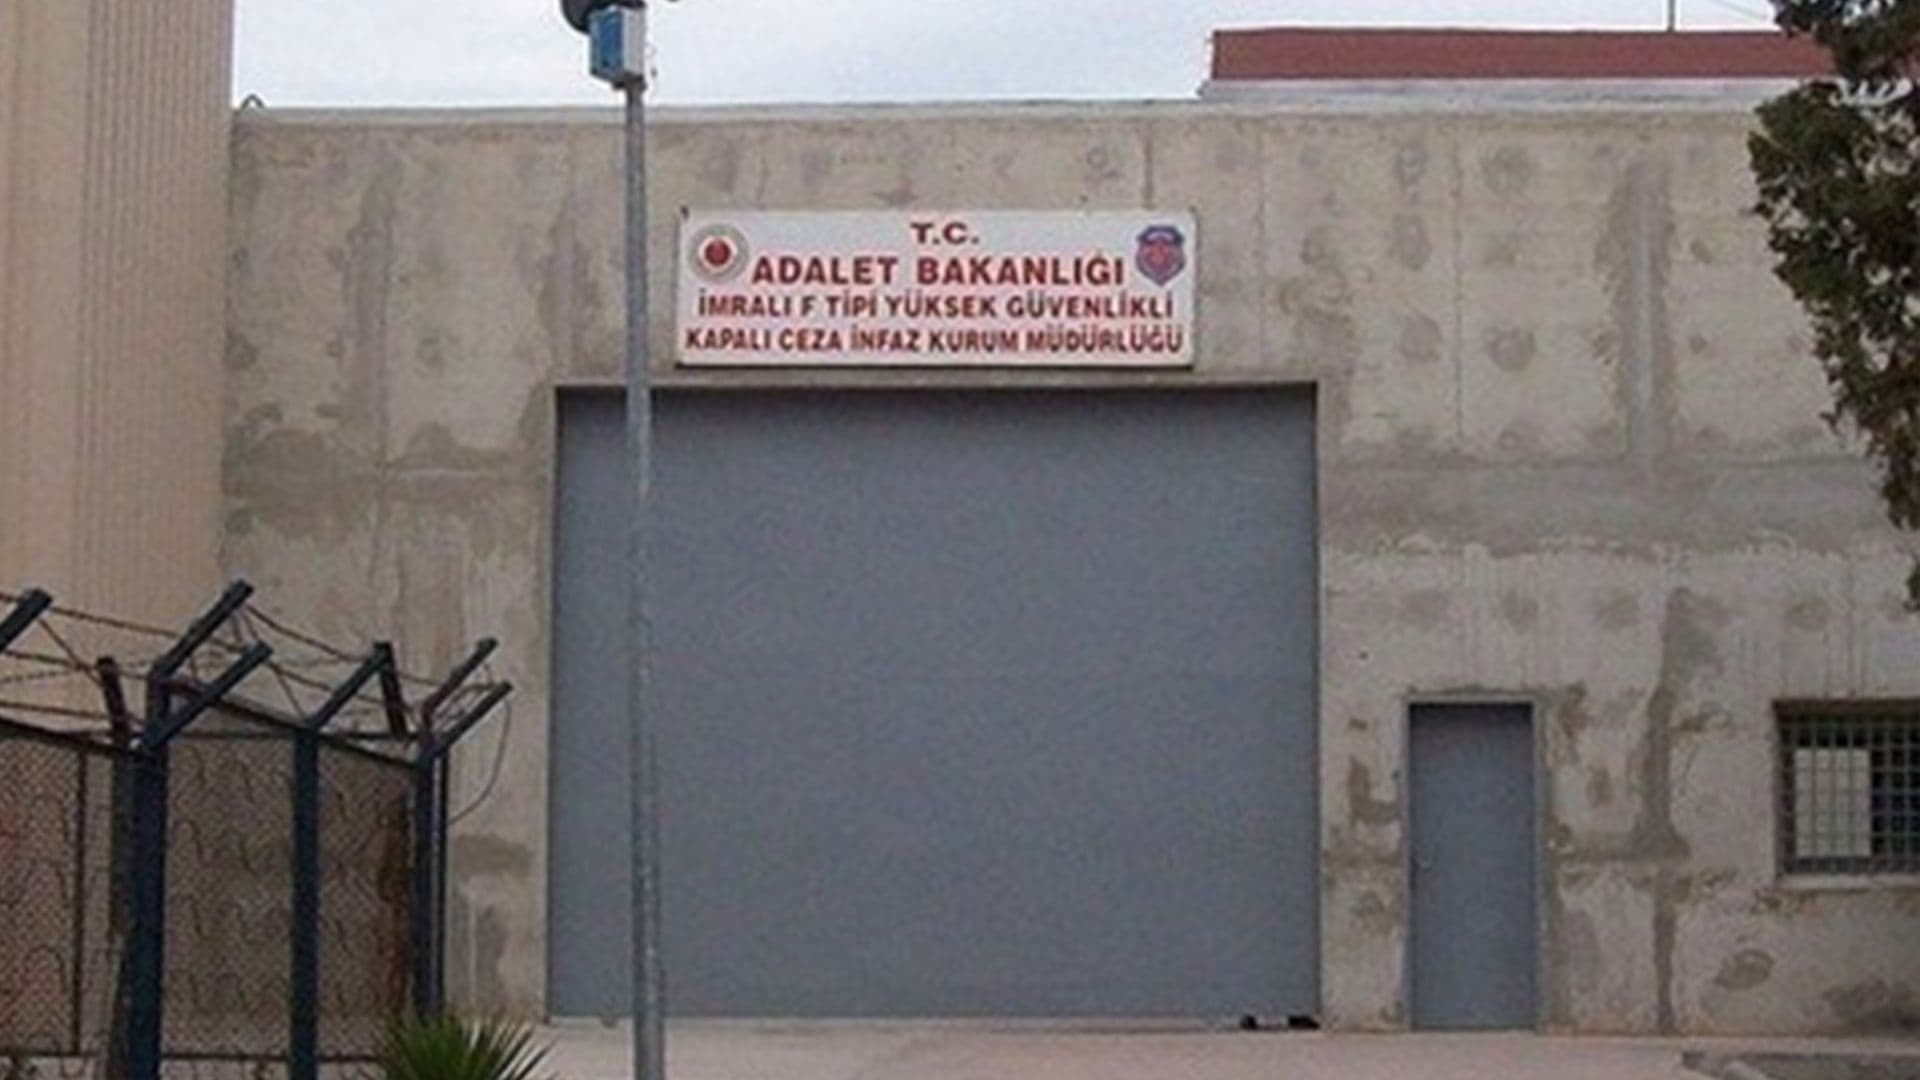 T.C.
ADALET BAKANLIĞI
İMRALI F TİPİ YÜKSEK GÜVENLİKLİ
KAPALI CEZA İNFAZ KURUM MÜDÜRLÜĞÜ